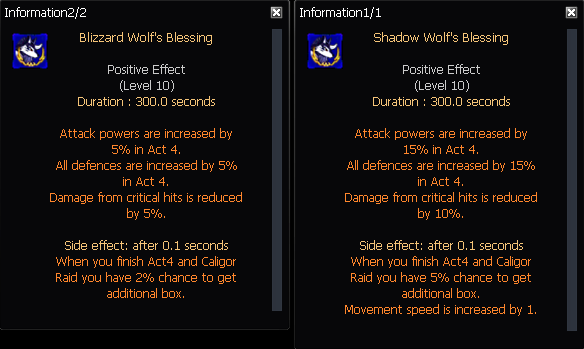 Information2/2
Blizzard Wolf's Blessing
Positive Effect
(Level 10)
Duration : 300.0 seconds
Attack powers are increased by
5% in Act 4.
All defences are increased by 5%
in Act 4.
Damage from critical hits is reduced
by 5%.
Side effect: after 0.1 seconds
When you finish Act4 and Caligor
Raid you have 2% chance to get
additional box.
Information1/1
Shadow Wolf's Blessing
Positive Effect
(Level 10)
Duration : 300.0 seconds
Attack powers are increased by
15% in Act 4.
All defences are increased by 15%
in Act 4.
Damage from critical hits is reduced
by 10%.
Side effect: after 0.1 seconds
When you finish Act4 and Caligor
Raid you have 5% chance to get
additional box.
Movement speed is increased by 1.